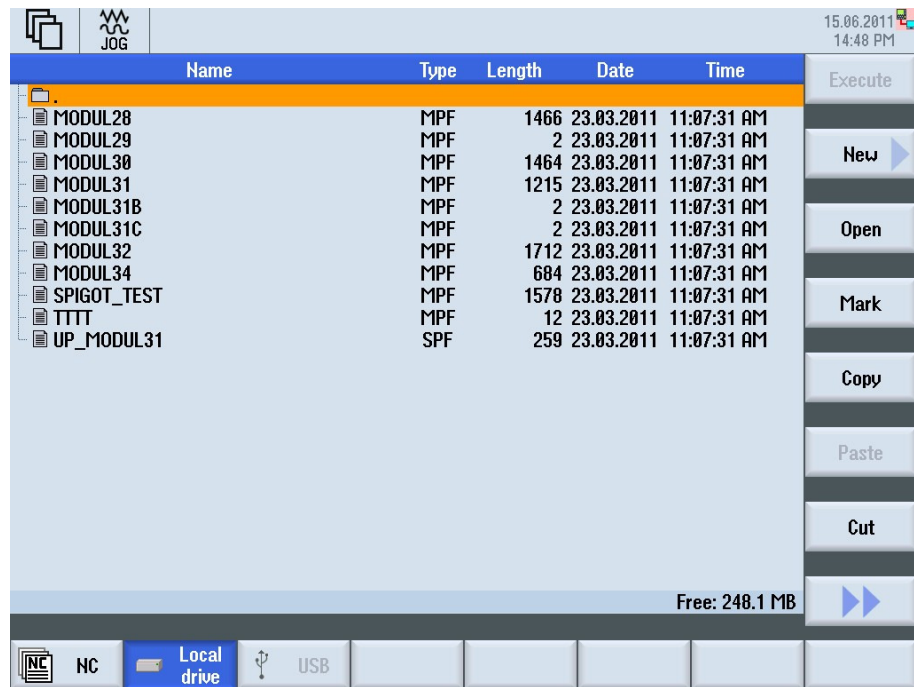 JOG
15.06.2011
14:48 PM
Name Type Length Date Time
.
MODUL28 MPF 1466 23.03.2011 11:07:31 AM
MODUL29 MPF 2 23.03.2011 11:07:31 AM
MODUL30 MPF 1464 23.03.2011 11:07:31 AM
MODUL31 MPF 1215 23.03.2011 11:07:31 AM
MODUL31B MPF 2 23.03.2011 11:07:31 AM
MODUL31C MPF 2 23.03.2011 11:07:31 AM
MODUL32 MPF 1712 23.03.2011 11:07:31 AM
MODUL34 MPF 684 23.03.2011 11:07:31 AM
SPIGOT_TEST MPF 1578 23.03.2011 11:07:31 AM
TTTT MPF 12 23.03.2011 11:07:31 AM
UP_MODUL31 SPF 259 23.03.2011 11:07:31 AM
Free: 248.1 MB
Execute
New
Open
Mark
Copy
Paste
Cut
NC NC
Local
drive
USB